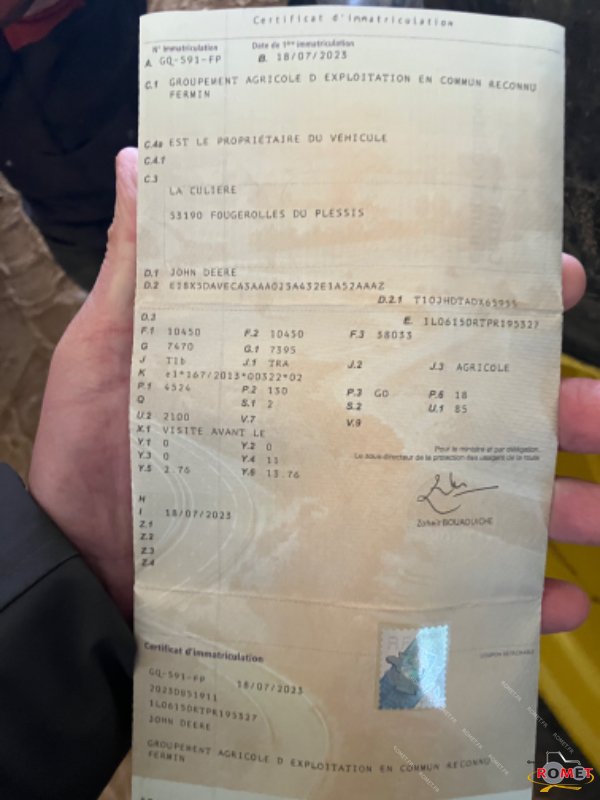 Certificat d'immatriculation
N° Immatriculation Date de 1ère immatriculation
A. GQ-591-FP B. 18/07/2023
C.1 GROUPEMENT AGRICOLE D EXPLOITATION EN COMMUN RECONNU
FERMIN
C.4a EST LE PROPRIÉTAIRE DU VÉHICULE
C.4.1
C.3
LA CULIERE
53190 FOUGEROLLES DU PLESSIS
D.1 JOHN DEERE
D.2 E18X3DAVECA3AAA023A432E1A52AAAZ
D.2.1 T10JHDTADX65955
D.3 E. 1L06150RTPR195327
F.1 10450 F.2 10450 F.3 38033
G 7470 G.1 7395
J T1b J.1 TRA J.2 J.3 AGRICOLE
K e1*167/2013*00322*02
P.1 4524 P.2 130 P.3 GO P.6 18
Q S.1 2 S.2 U.1 85
U.2 2100 V.7 V.9
X.1 VISITE AVANT LE
Y.1 0 Y.2 0
Y.3 0 Y.4 11
Y.5 2.76 Y.6 13.76
Pour le ministre et par délégation,
Le sous directeur de la protection des usagers de la route
H
I 18/07/2023
Zoheir BOUAOUICHE
Z.1
Z.2
Z.3
Z.4
Certificat d'immatriculation
COUPON DÉTACHABLE
GQ-591-FP 18/07/2023
2023DB51911
1L06150RTPR195327
JOHN DEERE
GROUPEMENT AGRICOLE D EXPLOITATION EN COMMUN RECONNU
FERMIN
ROMET